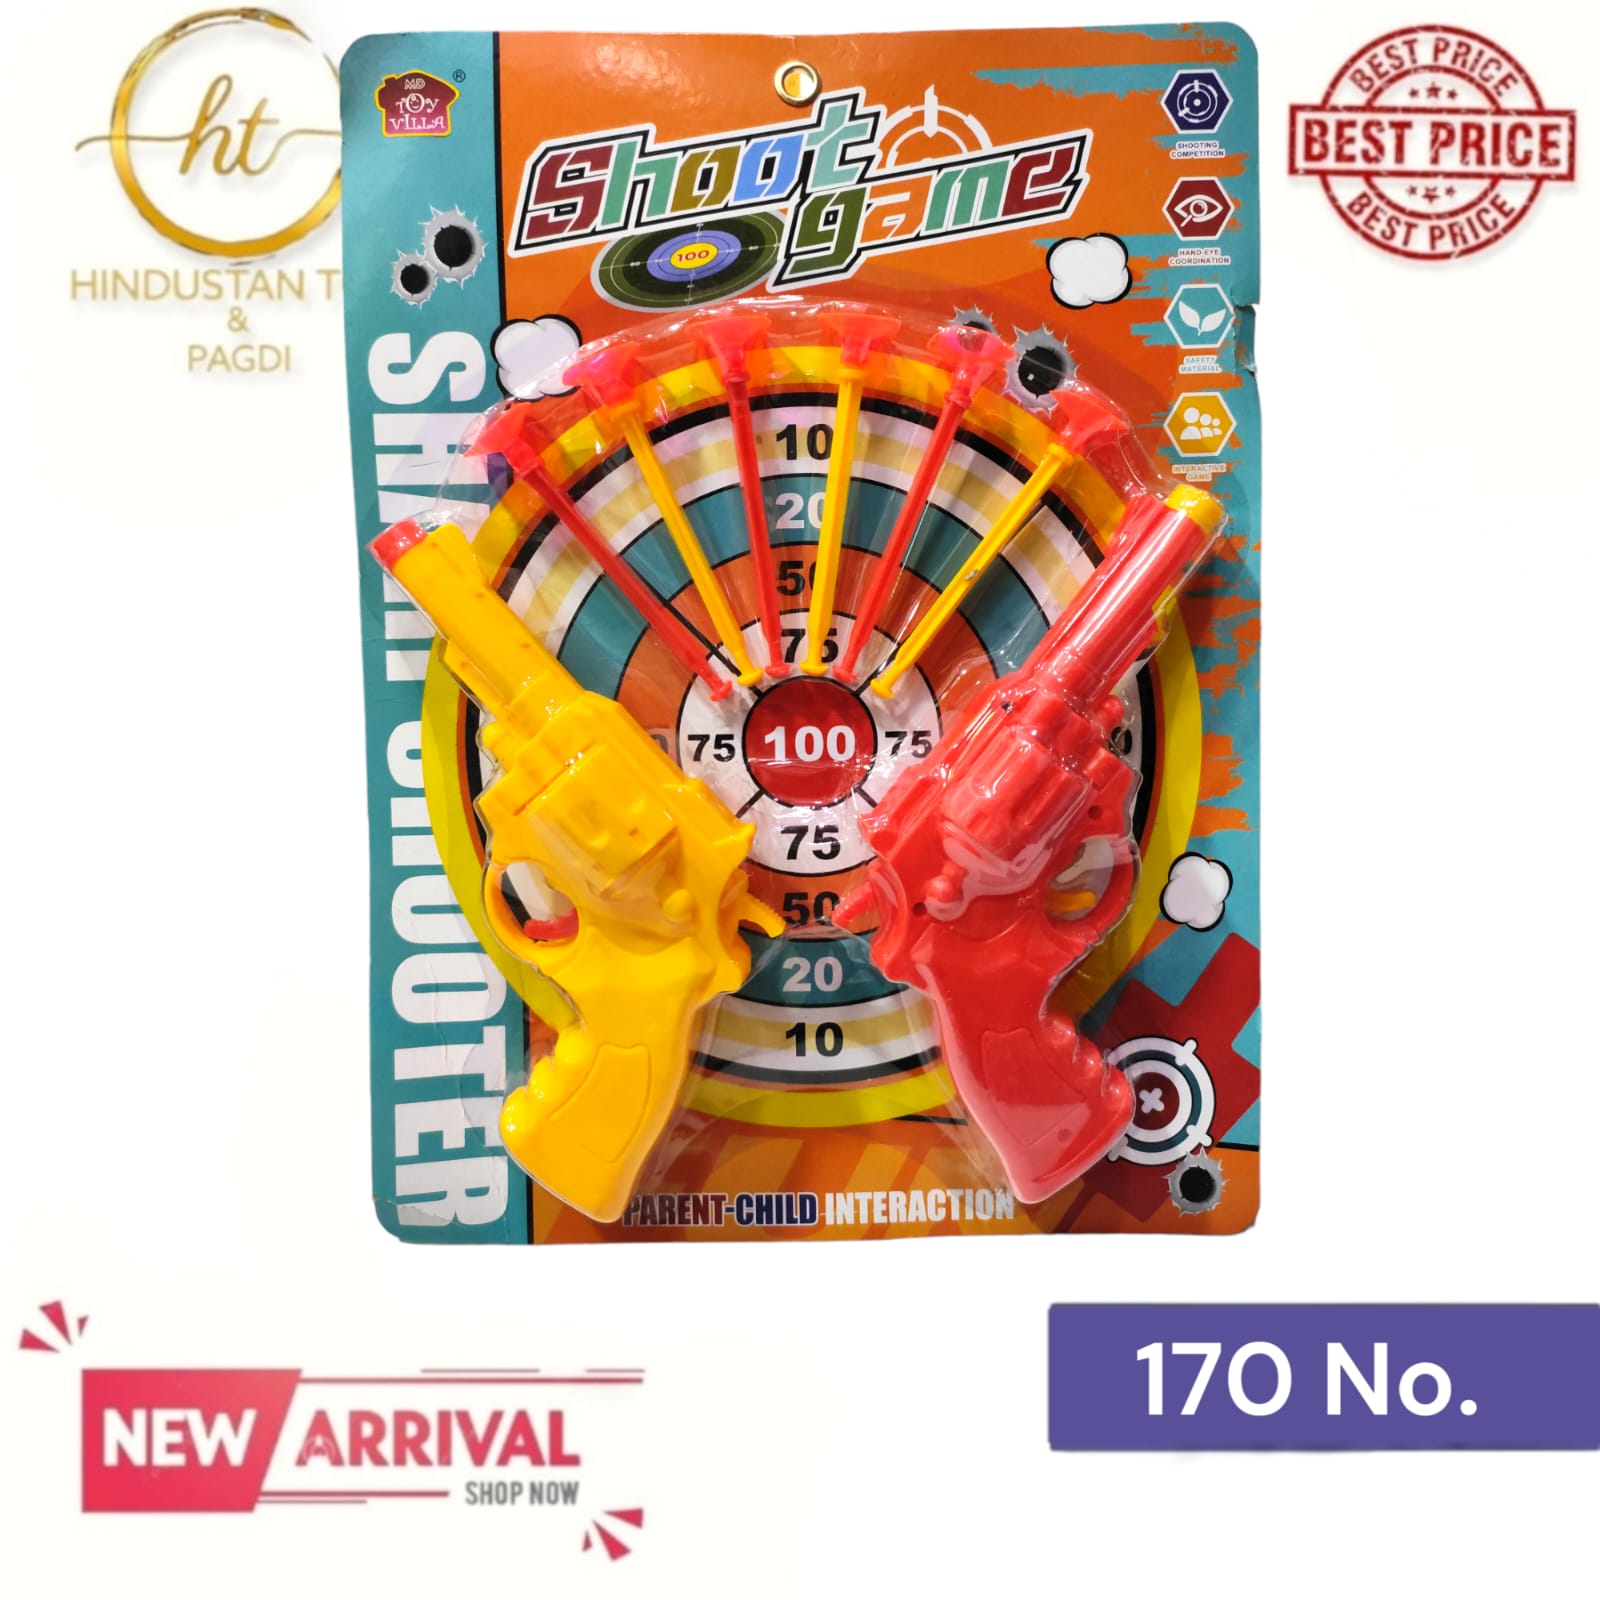 ht
HINDUSTAN T
&
PAGDI
MD
TOY
VILLA
®
Shoot
game
100
SHOOTING
COMPETITION
HAND-EYE
COORDINATION
SAFETY
MATERIAL
INTERACTIVE
GAME
BEST PRICE
BEST PRICE
BEST PRICE
SHOOTER
10
20
50
75
75 100 75
75
50
20
10
PARENT-CHILD INTERACTION
NEW ARRIVAL
SHOP NOW
170 No.